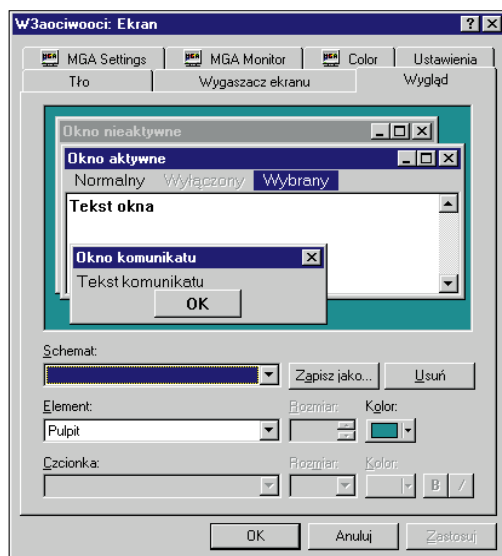 W3aociwooci: Ekran
MGA Settings MGA Monitor Color Ustawienia
Tło Wygaszacz ekranu Wygląd
Okno nieaktywne
Okno aktywne
Normalny Wyłączony Wybrany
Tekst okna
Okno komunikatu
Tekst komunikatu
OK
Schemat:
Zapisz jako... Usuń
Element: Rozmiar: Kolor:
Pulpit
Czcionka: Rozmiar: Kolor:
B /
OK Anuluj Zastosuj